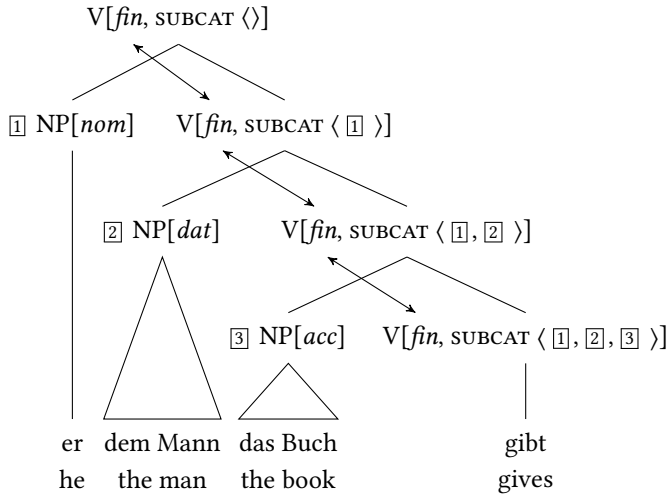 V[fin, SUBCAT ⟨⟩]
1 NP[nom] V[fin, SUBCAT ⟨ 1 ⟩]
2 NP[dat] V[fin, SUBCAT ⟨ 1, 2 ⟩]
3 NP[acc] V[fin, SUBCAT ⟨ 1, 2, 3 ⟩]
er dem Mann das Buch gibt
he the man the book gives